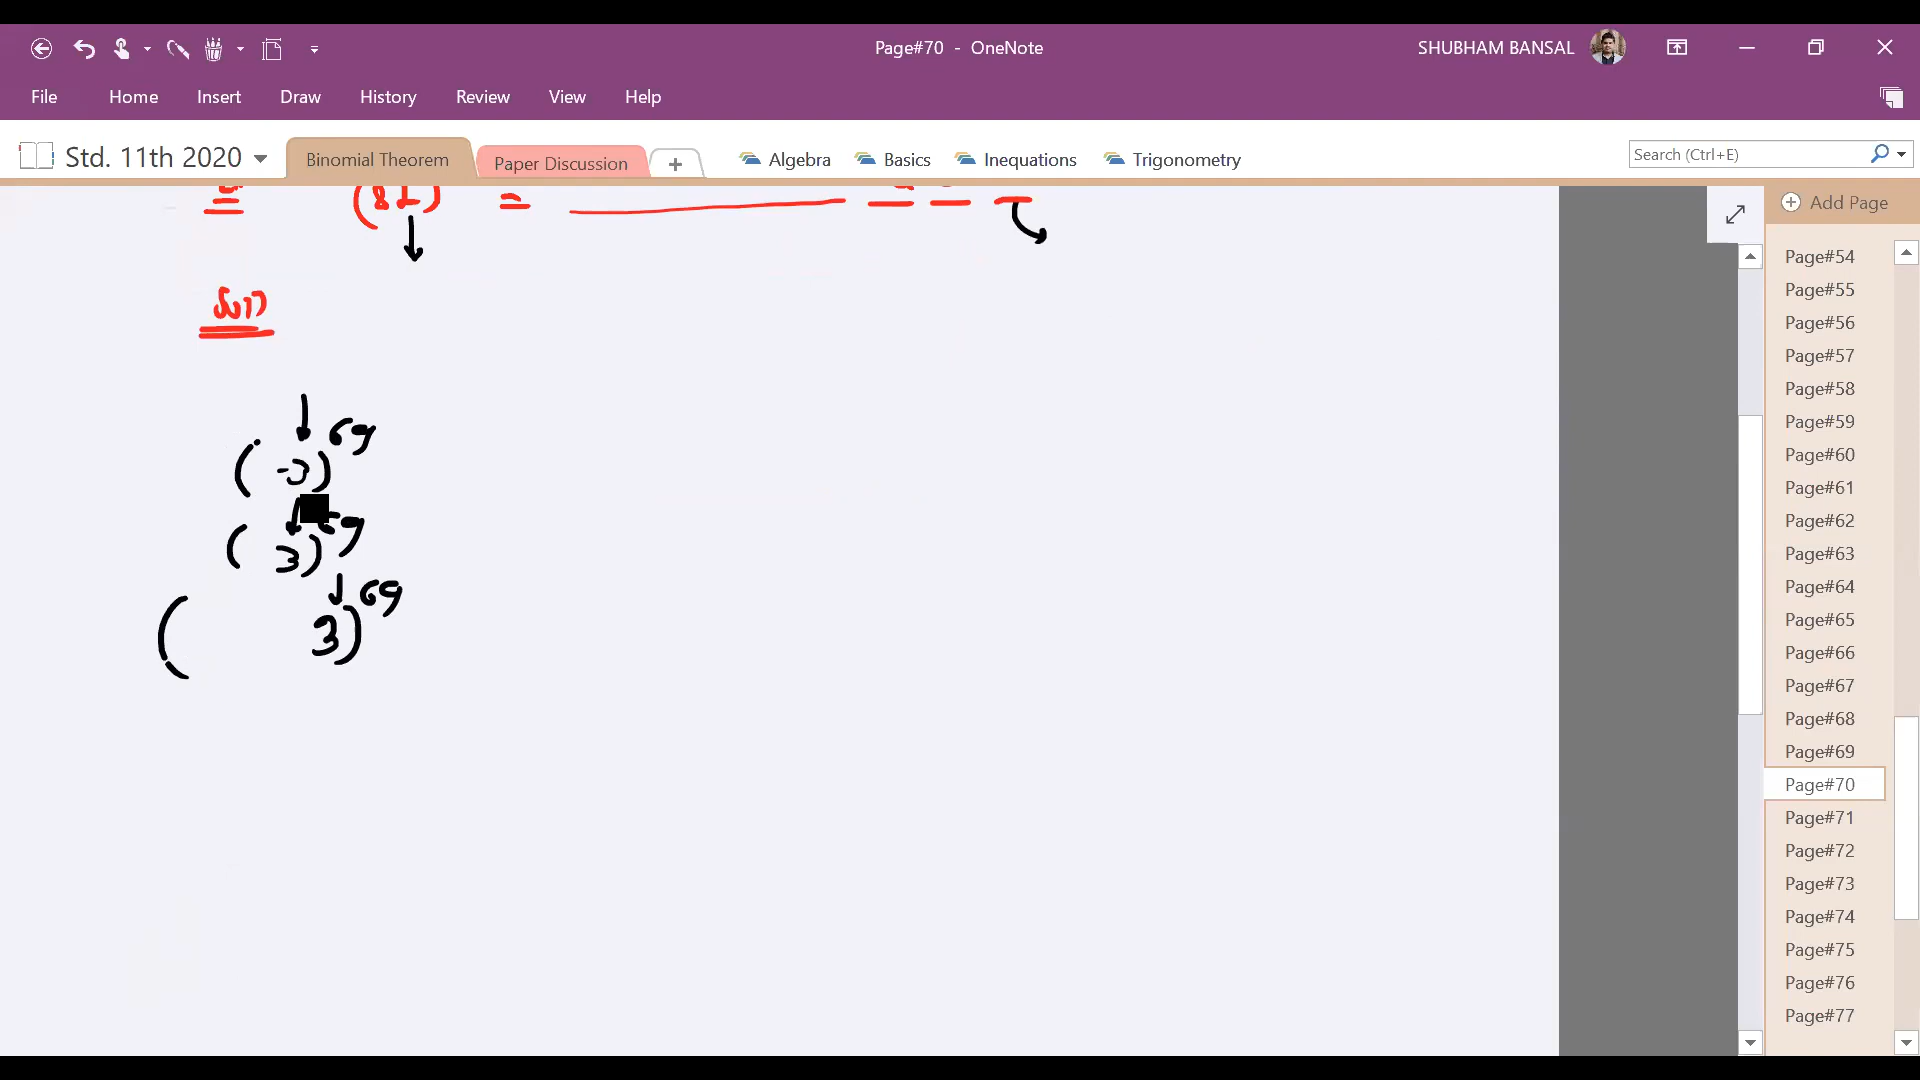 Page#70 - OneNote
SHUBHAM BANSAL
File Home Insert Draw History Review View Help
Std. 11th 2020
Binomial Theorem
Paper Discussion
+
Algebra
Basics
Inequations
Trigonometry
Search (Ctrl+E)
Add Page
(81) =
Soln
( -3)^69
( 3)^69
( 3)^69
Page#54
Page#55
Page#56
Page#57
Page#58
Page#59
Page#60
Page#61
Page#62
Page#63
Page#64
Page#65
Page#66
Page#67
Page#68
Page#69
Page#70
Page#71
Page#72
Page#73
Page#74
Page#75
Page#76
Page#77